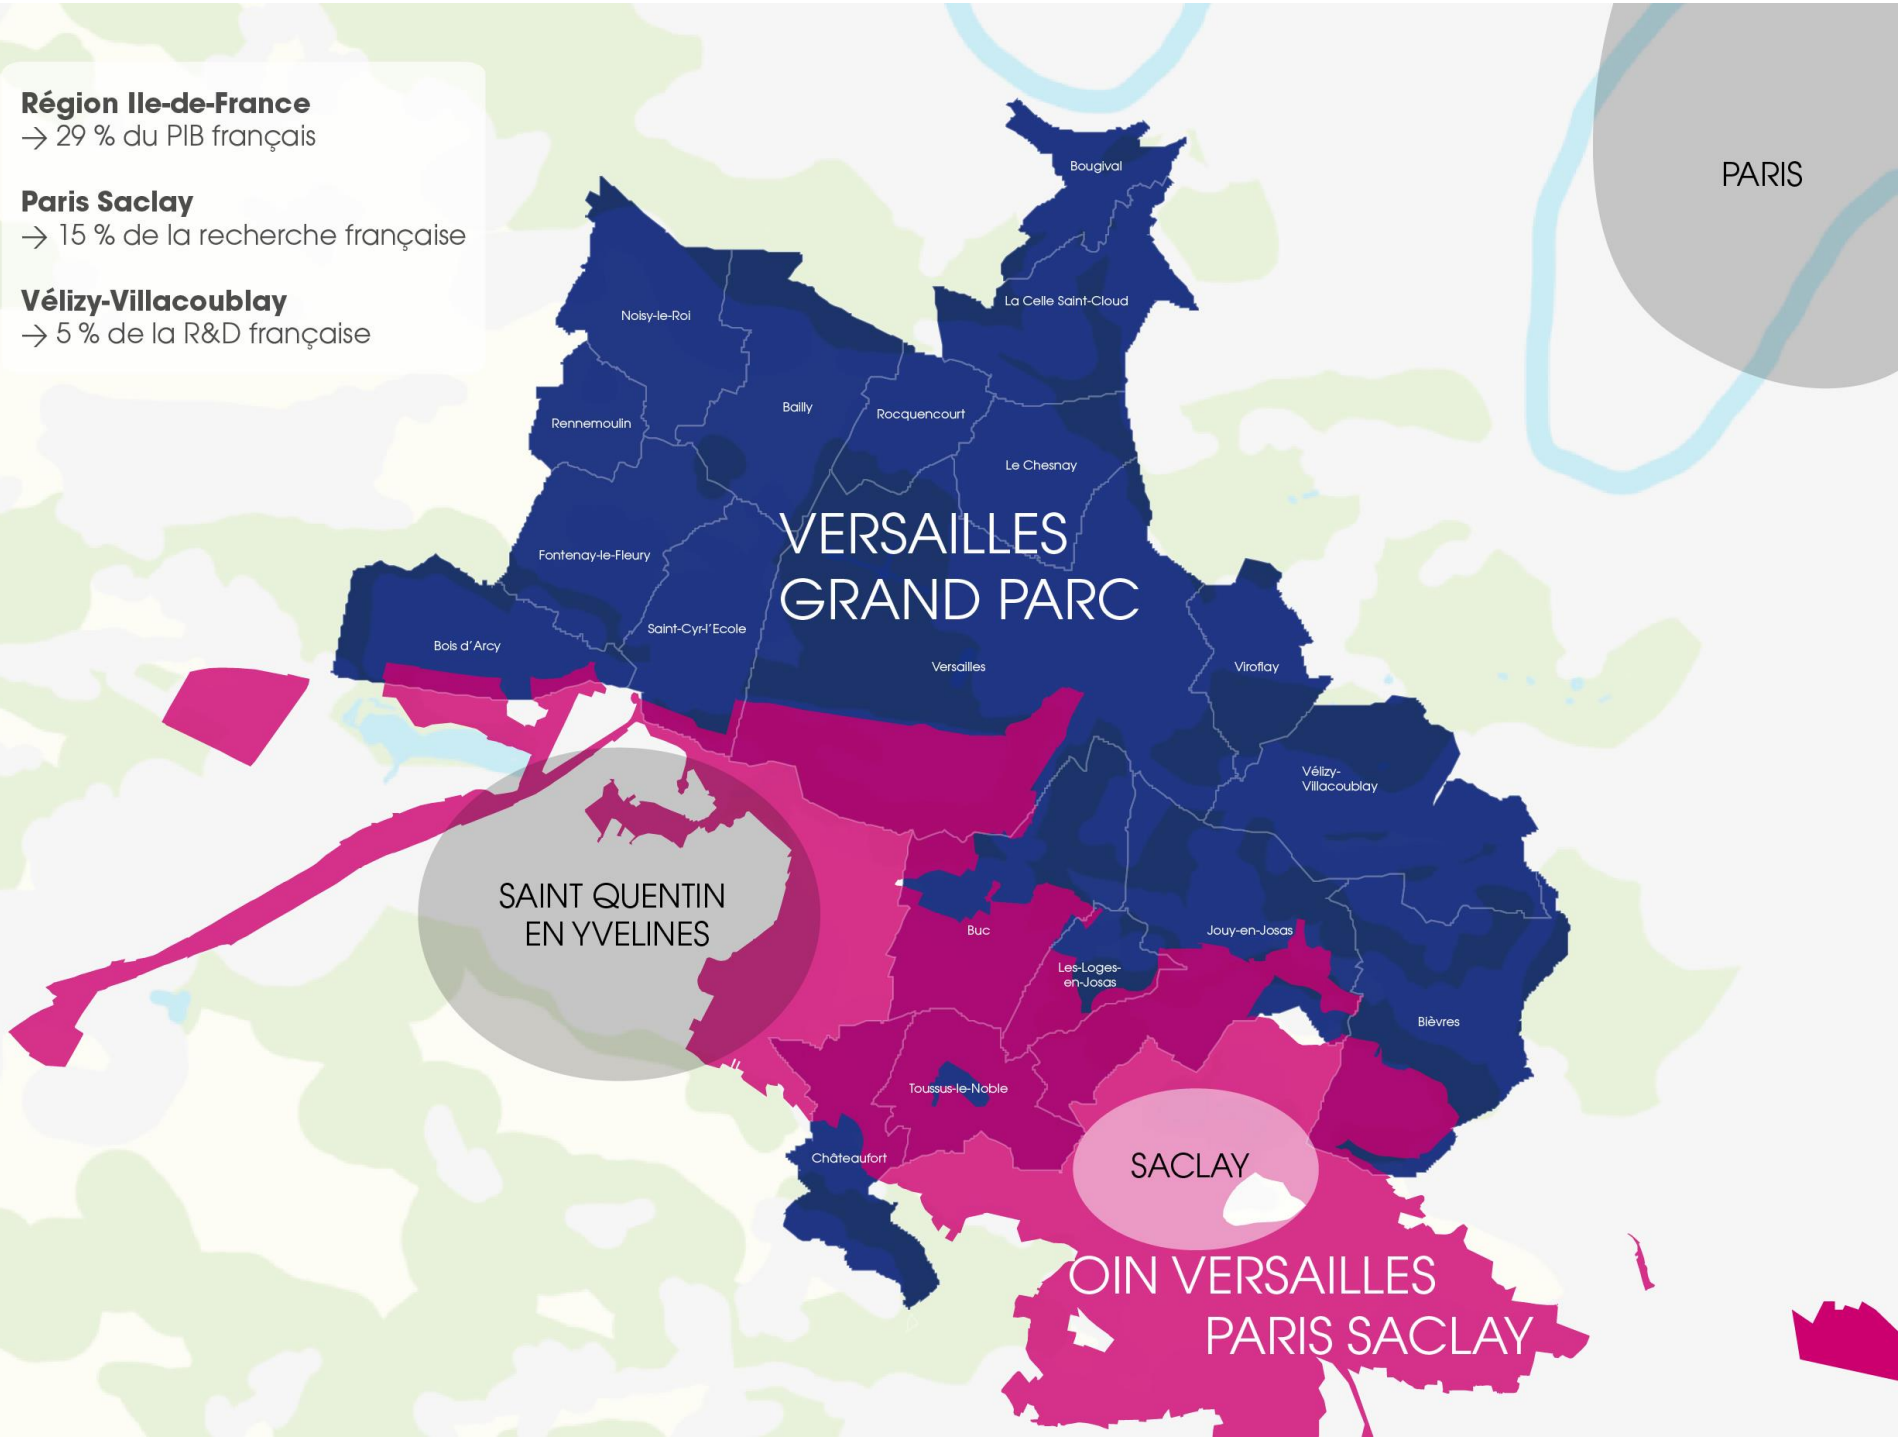 Région Ile-de-France
→ 29 % du PIB français
Paris Saclay
→ 15 % de la recherche française
Vélizy-Villacoublay
→ 5 % de la R&D française
PARIS
Bougival
La Celle Saint-Cloud
Noisy-le-Roi
Bailly
Rocquencourt
Rennemoulin
Le Chesnay
VERSAILLES
GRAND PARC
Fontenay-le-Fleury
Saint-Cyr-l'Ecole
Bois d'Arcy
Versailles
Viroflay
Vélizy-
Villacoublay
SAINT QUENTIN
EN YVELINES
Buc
Jouy-en-Josas
Les-Loges-
en-Josas
Bièvres
Toussus-le-Noble
Châteaufort
SACLAY
OIN VERSAILLES
PARIS SACLAY